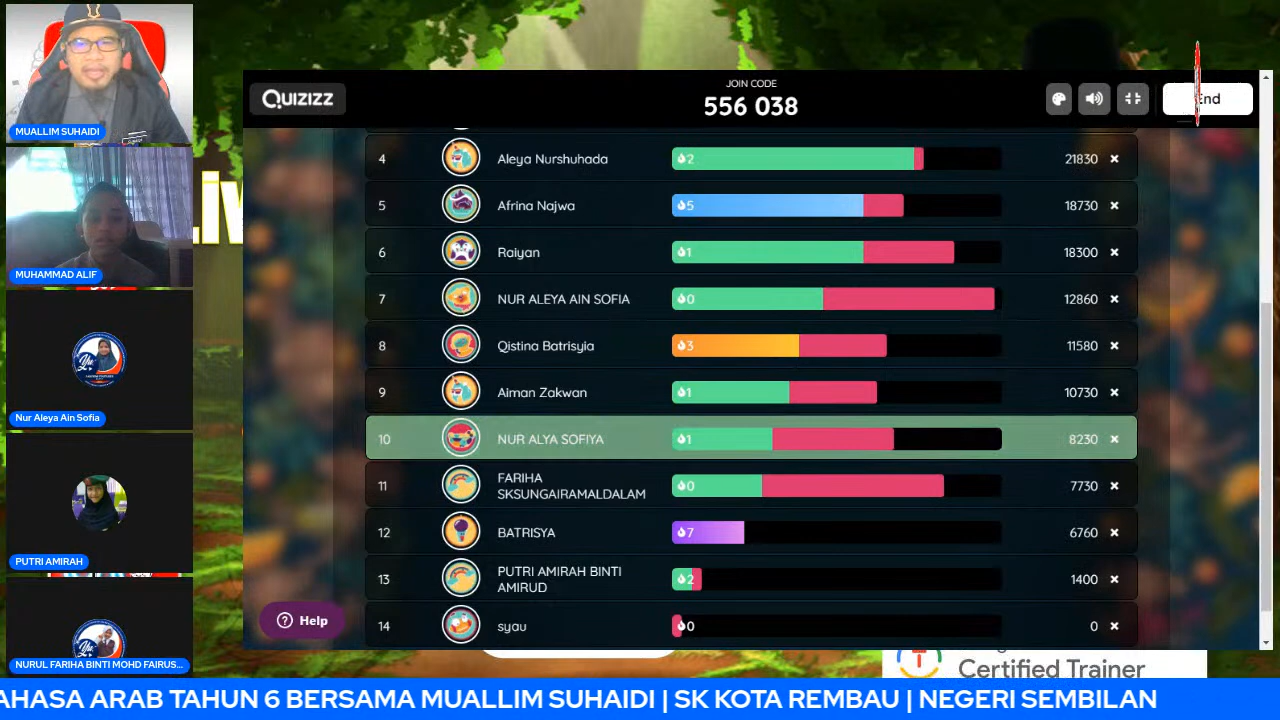 MUALLIM SUHAIDI
MUHAMMAD ALIF
Nur Aleya Ain Sofia
PUTRI AMIRAH
NURUL FARIHA BINTI MOHD FAIRUS...
LiV
Quizizz
JOIN CODE
556 038
End
4 Aleya Nurshuhada 2 21830 ×
5 Afrina Najwa 5 18730 ×
6 Raiyan 1 18300 ×
7 NUR ALEYA AIN SOFIA 0 12860 ×
8 Qistina Batrisyia 3 11580 ×
9 Aiman Zakwan 1 10730 ×
10 NUR ALYA SOFIYA 1 8230 ×
11 FARIHA
SKSUNGAIRAMALDALAM 0 7730 ×
12 BATRISYA 7 6760 ×
13 PUTRI AMIRAH BINTI
AMIRUD 2 1400 ×
14 syau 0 0 ×
? Help
Certified Trainer
AHASA ARAB TAHUN 6 BERSAMA MUALLIM SUHAIDI | SK KOTA REMBAU | NEGERI SEMBILAN